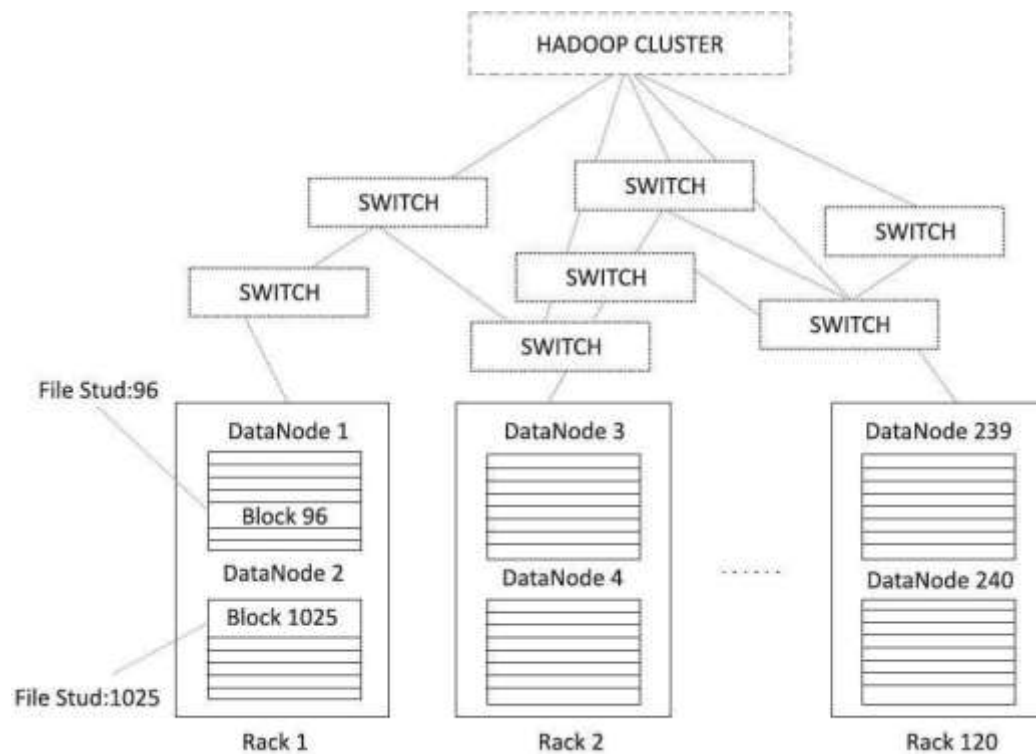 HADOOP CLUSTER
SWITCH
SWITCH
SWITCH
SWITCH
SWITCH
SWITCH
SWITCH
File Stud:96
DataNode 1
Block 96
DataNode 2
Block 1025
File Stud:1025
Rack 1
DataNode 3
DataNode 4
Rack 2
.......
DataNode 239
DataNode 240
Rack 120